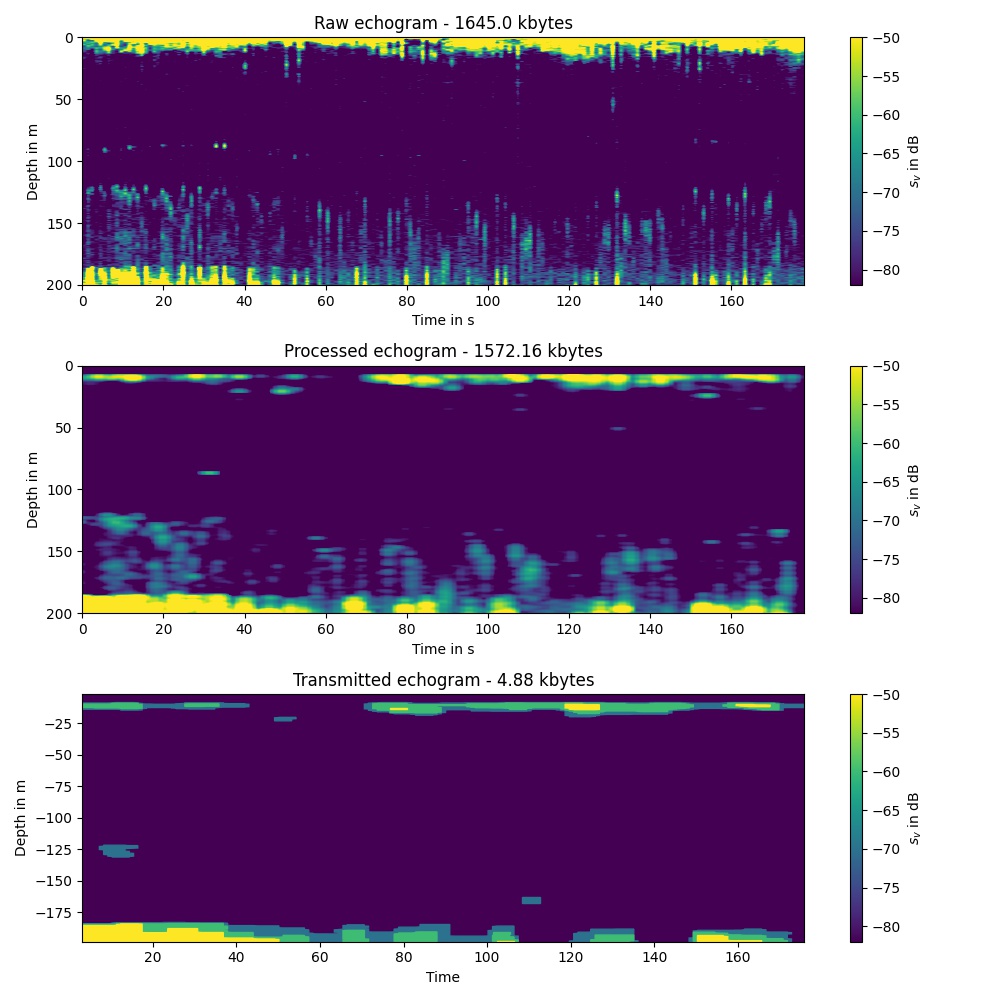 Raw echogram - 1645.0 kbytes
Depth in m
0
50
100
150
200
0 20 40 60 80 100 120 140 160
Time in s
−50
−55
−60
−65
−70
−75
−80
sv in dB
Processed echogram - 1572.16 kbytes
Depth in m
0
50
100
150
200
0 20 40 60 80 100 120 140 160
Time in s
−50
−55
−60
−65
−70
−75
−80
sv in dB
Transmitted echogram - 4.88 kbytes
Depth in m
−25
−50
−75
−100
−125
−150
−175
20 40 60 80 100 120 140 160
Time
−50
−55
−60
−65
−70
−75
−80
sv in dB